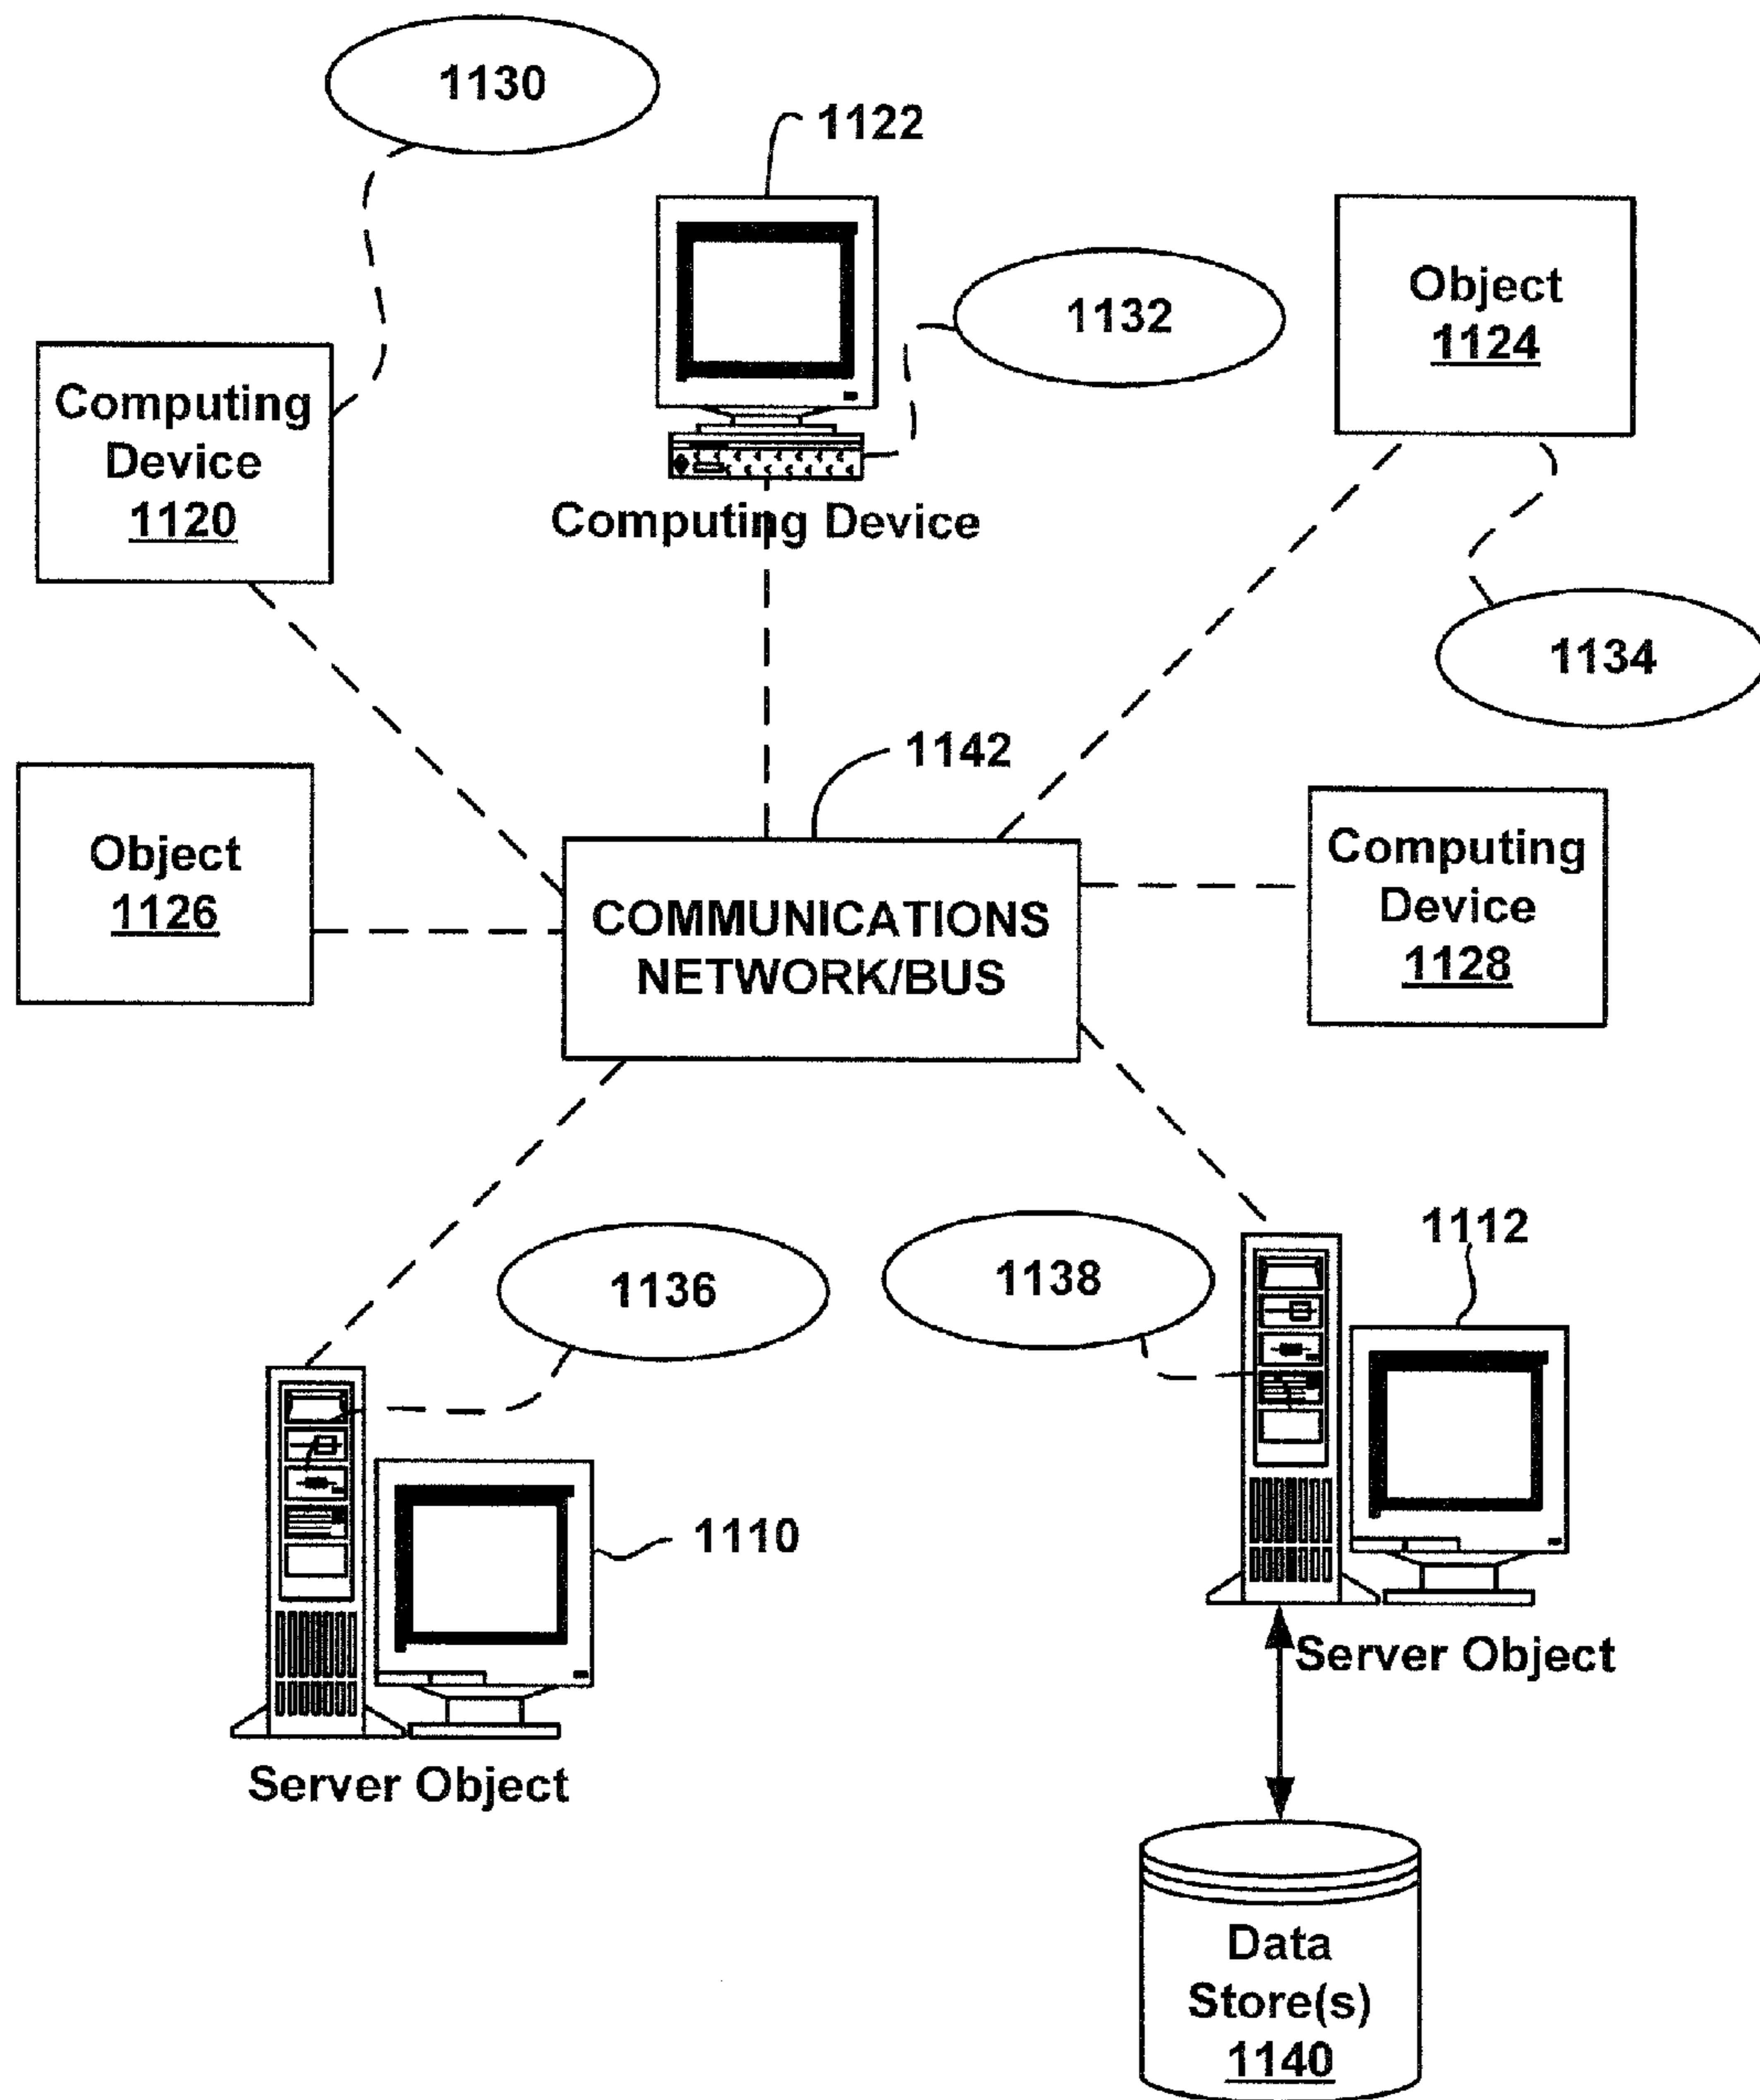 1130
1122
1132
Object
1124
Computing
Device
1120
Computing Device
1134
1142
Object
1126
COMMUNICATIONS
NETWORK/BUS
Computing
Device
1128
1136
1138
1112
1110
Server Object
Server Object
Data
Store(s)
1140